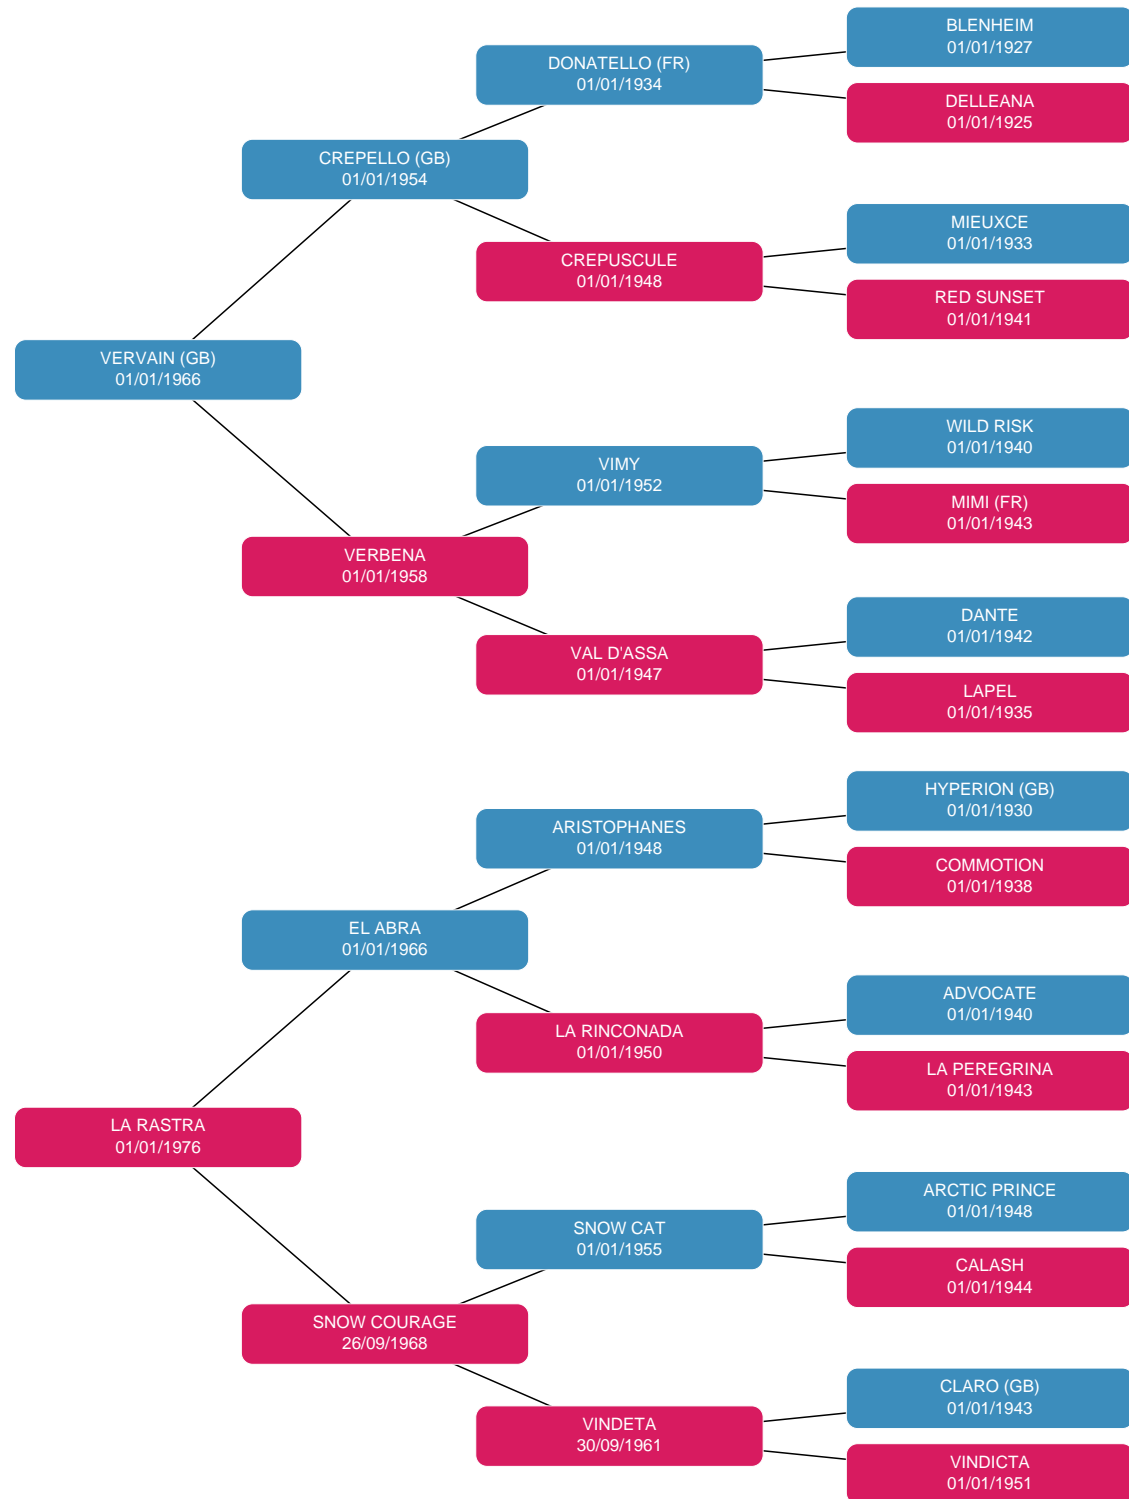 BLENHEIM
01/01/1927
DONATELLO (FR)
01/01/1934
DELLEANA
01/01/1925
CREPELLO (GB)
01/01/1954
MIEUXCE
01/01/1933
CREPUSCULE
01/01/1948
RED SUNSET
01/01/1941
VERVAIN (GB)
01/01/1966
WILD RISK
01/01/1940
VIMY
01/01/1952
MIMI (FR)
01/01/1943
VERBENA
01/01/1958
DANTE
01/01/1942
VAL D'ASSA
01/01/1947
LAPEL
01/01/1935
HYPERION (GB)
01/01/1930
ARISTOPHANES
01/01/1948
COMMOTION
01/01/1938
EL ABRA
01/01/1966
ADVOCATE
01/01/1940
LA RINCONADA
01/01/1950
LA PEREGRINA
01/01/1943
LA RASTRA
01/01/1976
ARCTIC PRINCE
01/01/1948
SNOW CAT
01/01/1955
CALASH
01/01/1944
SNOW COURAGE
26/09/1968
CLARO (GB)
01/01/1943
VINDETA
30/09/1961
VINDICTA
01/01/1951